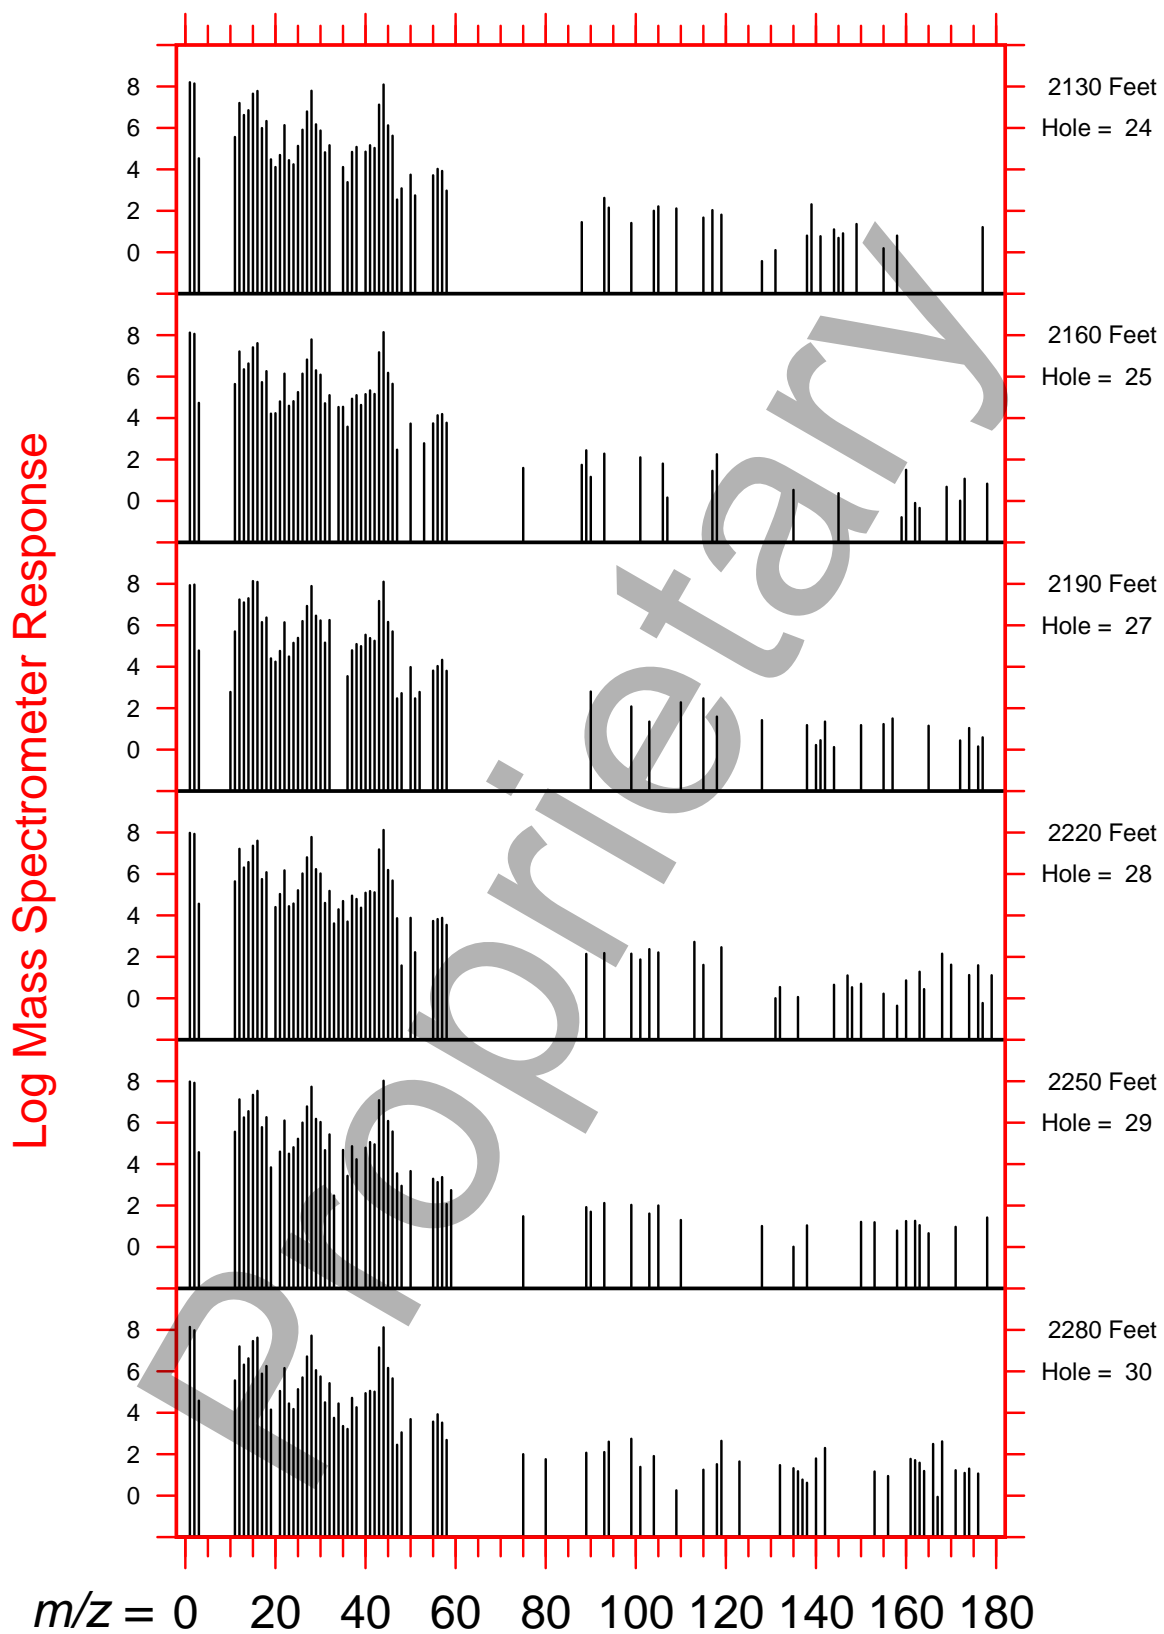 Log Mass Spectrometer Response
8
6
4
2
0
2130 Feet
Hole = 24
8
6
4
2
0
2160 Feet
Hole = 25
8
6
4
2
0
2190 Feet
Hole = 27
8
6
4
2
0
2220 Feet
Hole = 28
8
6
4
2
0
2250 Feet
Hole = 29
8
6
4
2
0
2280 Feet
Hole = 30
Proprietary
m/z = 0 20 40 60 80 100 120 140 160 180